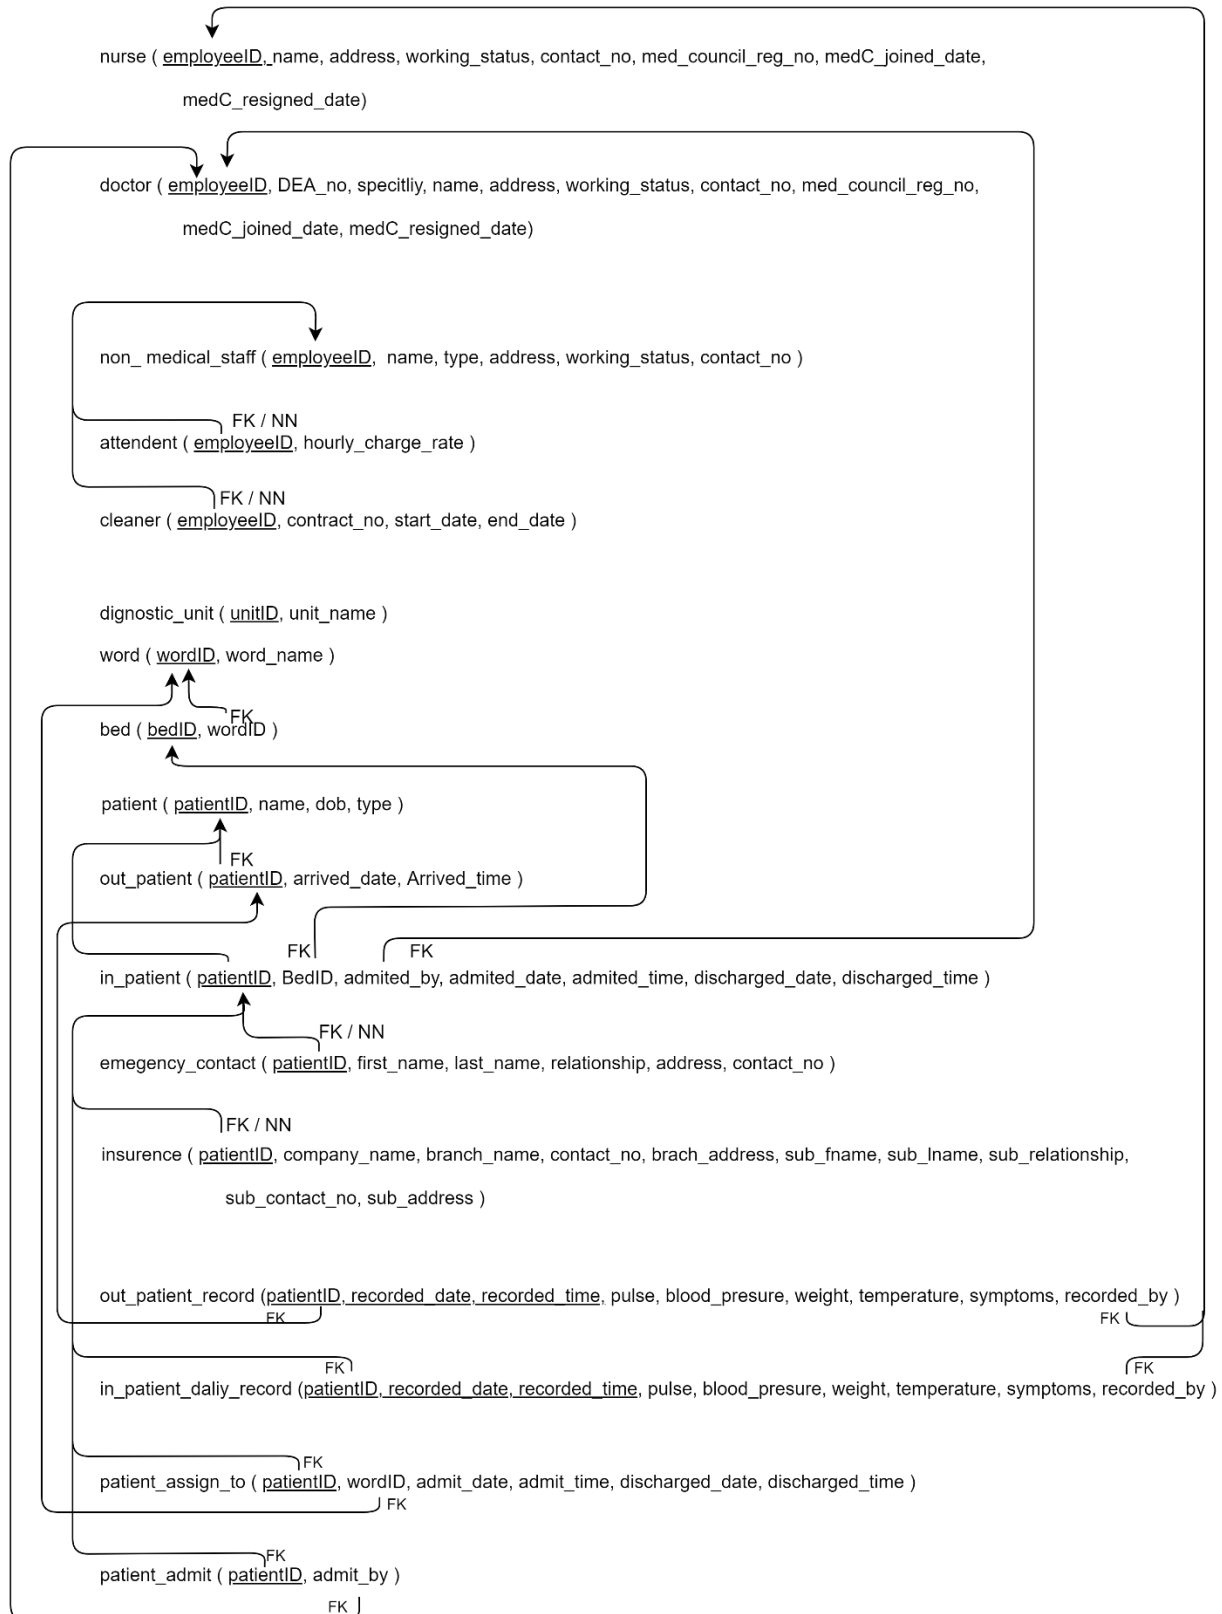 nurse ( employeeID, name, address, working_status, contact_no, med_council_reg_no, medC_joined_date,
medC_resigned_date)
doctor ( employeeID, DEA_no, specitliy, name, address, working_status, contact_no, med_council_reg_no,
medC_joined_date, medC_resigned_date)
non_ medical_staff ( employeeID, name, type, address, working_status, contact_no )
FK / NN
attendent ( employeeID, hourly_charge_rate )
FK / NN
cleaner ( employeeID, contract_no, start_date, end_date )
dignostic_unit ( unitID, unit_name )
word ( wordID, word_name )
FK
bed ( bedID, wordID )
patient ( patientID, name, dob, type )
FK
out_patient ( patientID, arrived_date, Arrived_time )
FK FK
in_patient ( patientID, BedID, admited_by, admited_date, admited_time, discharged_date, discharged_time )
FK / NN
emegency_contact ( patientID, first_name, last_name, relationship, address, contact_no )
FK / NN
insurence ( patientID, company_name, branch_name, contact_no, brach_address, sub_fname, sub_lname, sub_relationship,
sub_contact_no, sub_address )
out_patient_record (patientID, recorded_date, recorded_time, pulse, blood_presure, weight, temperature, symptoms, recorded_by )
FK FK
FK FK
in_patient_daliy_record (patientID, recorded_date, recorded_time, pulse, blood_presure, weight, temperature, symptoms, recorded_by )
FK
patient_assign_to ( patientID, wordID, admit_date, admit_time, discharged_date, discharged_time )
FK
FK
patient_admit ( patientID, admit_by )
FK